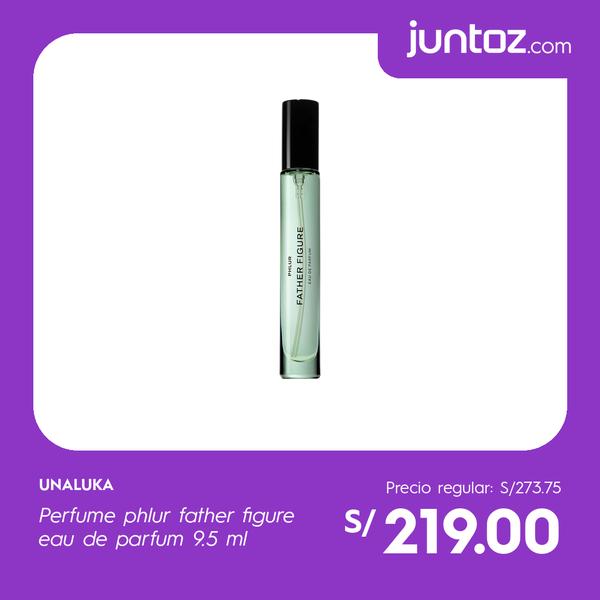 juntoz.com
PHLUR
FATHER FIGURE
EAU DE PARFUM
UNALUKA
Perfume phlur father figure
eau de parfum 9.5 ml
Precio regular: S/273.75
S/219.00